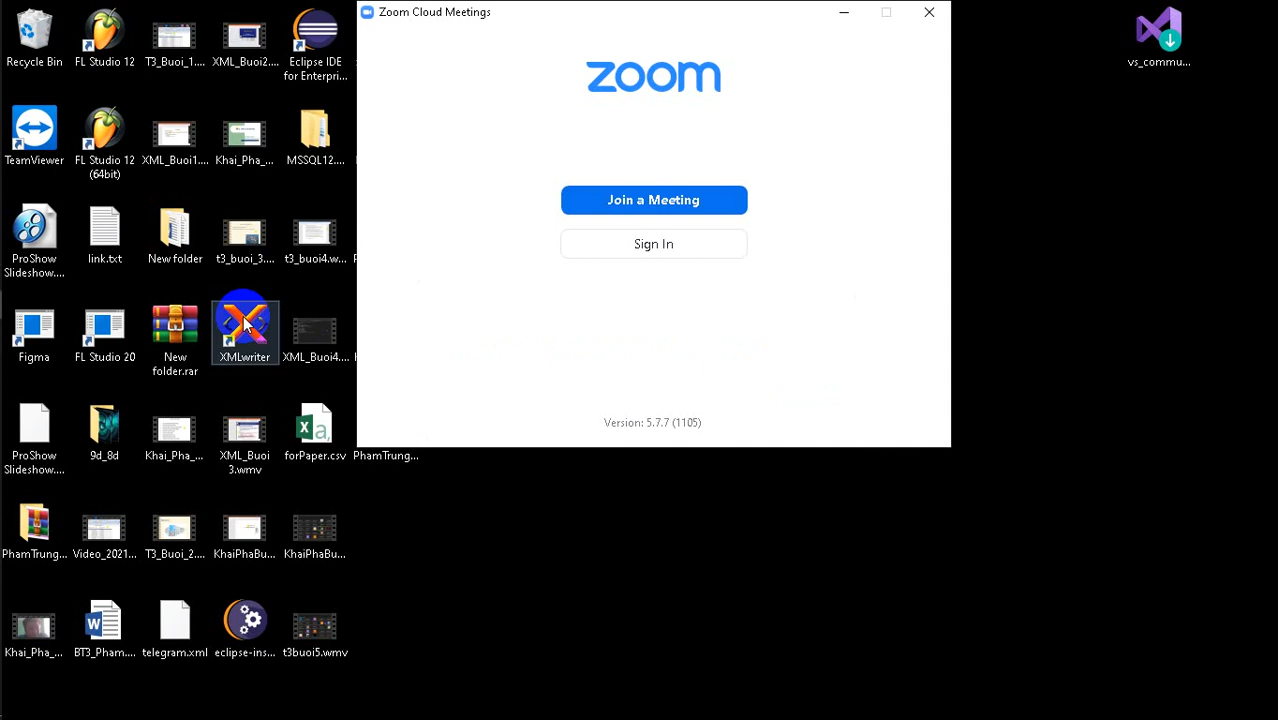 Zoom Cloud Meetings
zoom
Join a Meeting
Sign In
Version: 5.7.7 (1105)
Recycle Bin
FL Studio 12
T3_Buoi_1....
XML_Buoi2....
Eclipse IDE
for Enterpri...
vs_commu...
TeamViewer
FL Studio 12
(64bit)
XML_Buoi1....
Khai_Pha_...
MSSQL12....
ProShow
Slideshow....
link.txt
New folder
t3_buoi_3....
t3_buoi4.w...
Figma
FL Studio 20
New
folder.rar
XMLwriter
XML_Buoi4....
ProShow
Slideshow....
9d_8d
Khai_Pha_...
XML_Buoi
3.wmv
forPaper.csv
PhamTrung...
PhamTrung...
Video_2021...
T3_Buoi_2....
KhaiPhaBu...
KhaiPhaBu...
Khai_Pha_...
BT3_Pham....
telegram.xml
eclipse-ins...
t3buoi5.wmv